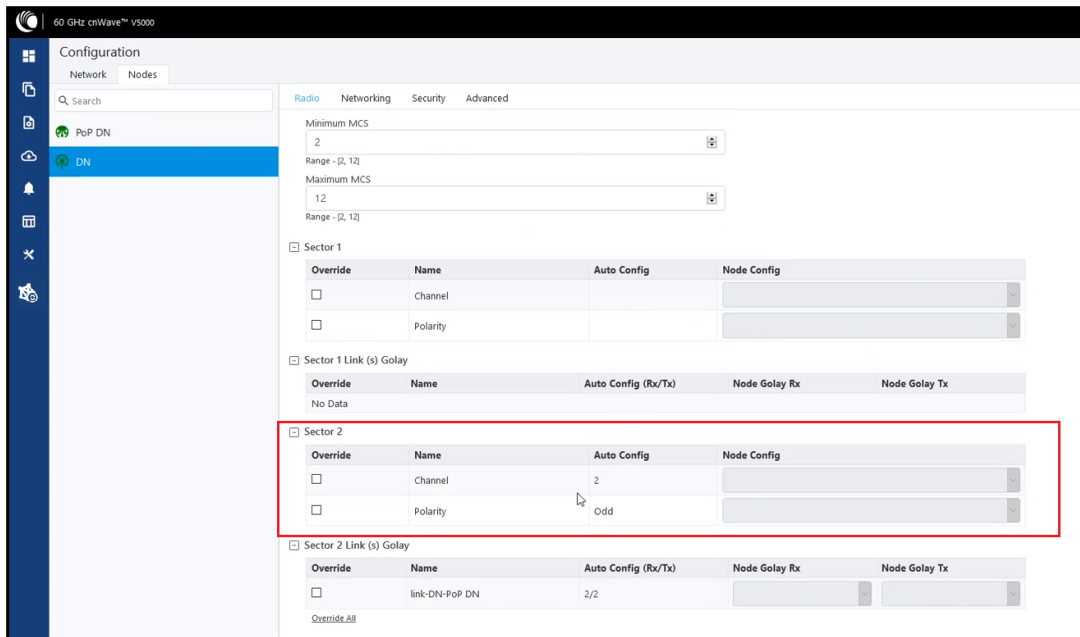 60 GHz cnWave™ V5000
Configuration
Network Nodes
Search
PoP DN
DN
Radio Networking Security Advanced
Minimum MCS
2
Range - [2, 12]
Maximum MCS
12
Range - [2, 12]
Sector 1
Override Name Auto Config Node Config
Channel
Polarity
Sector 1 Link (s) Golay
Override Name Auto Config (Rx/Tx) Node Golay Rx Node Golay Tx
No Data
Sector 2
Override Name Auto Config Node Config
Channel 2
Polarity Odd
Sector 2 Link (s) Golay
Override Name Auto Config (Rx/Tx) Node Golay Rx Node Golay Tx
link-DN-PoP DN 2/2
Override All